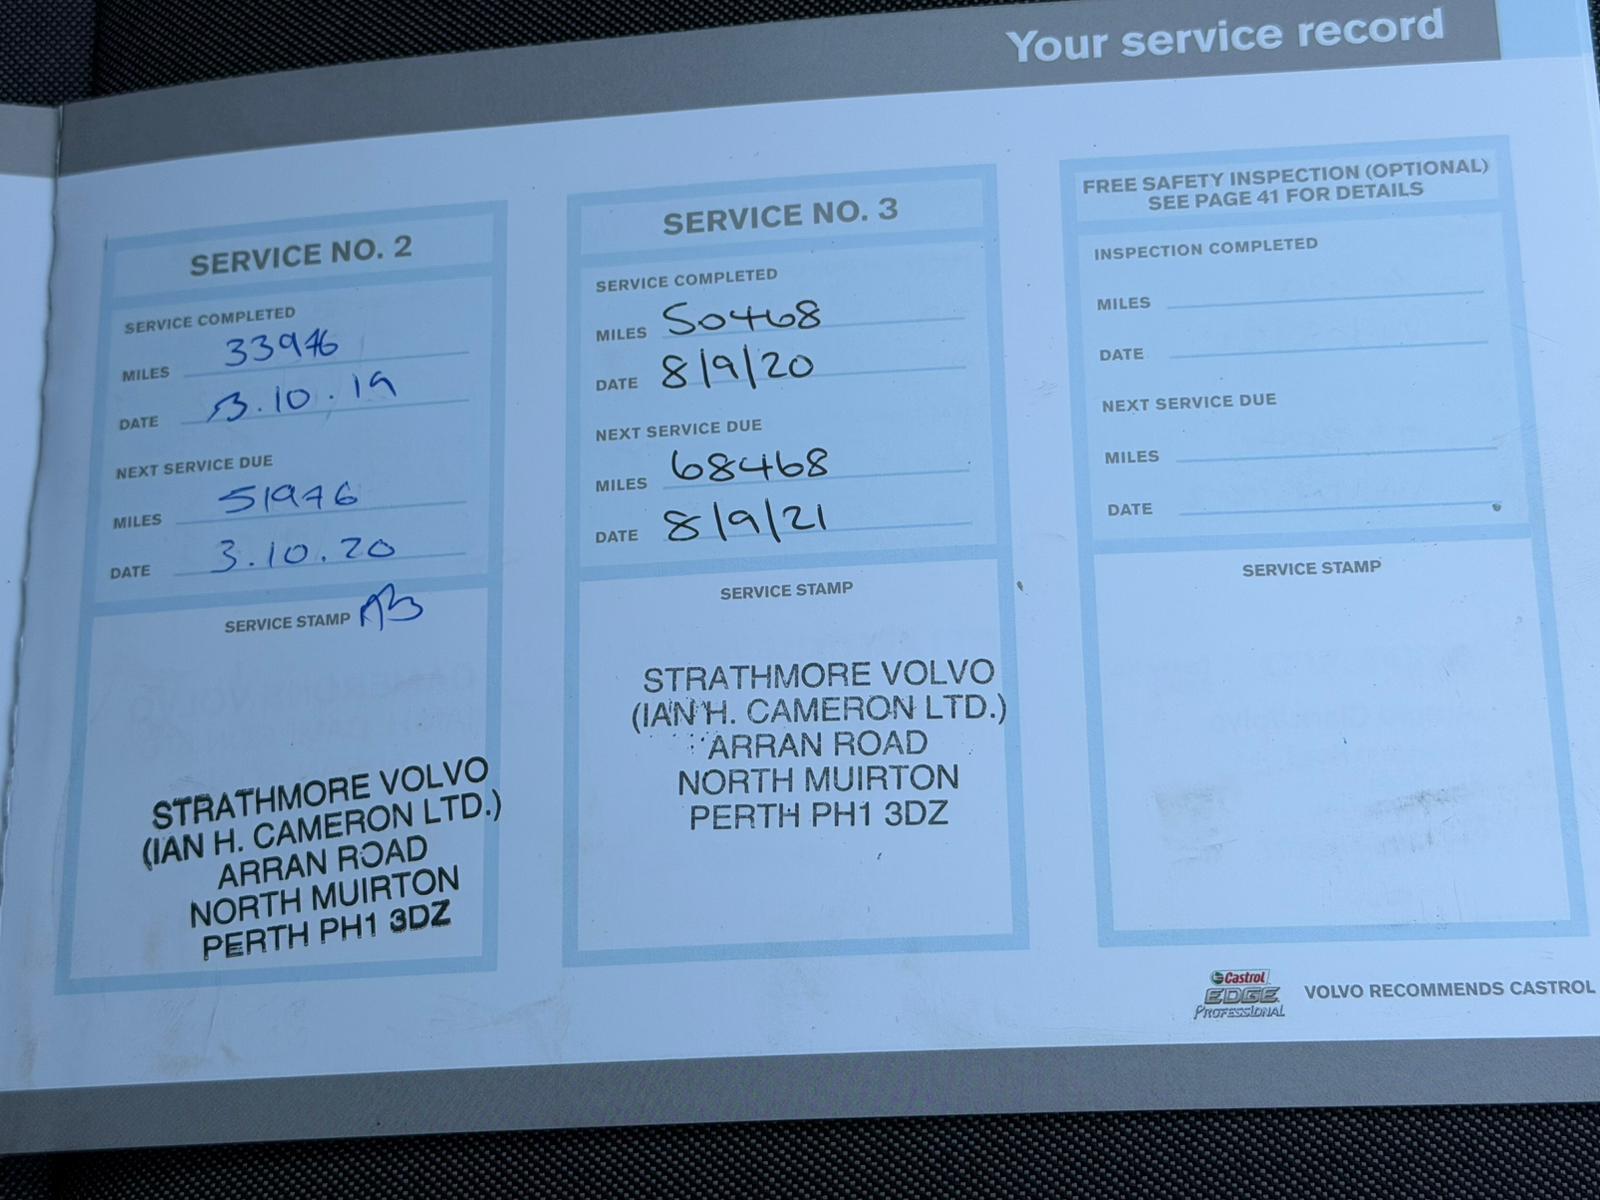 Your service record
SERVICE NO. 2
SERVICE COMPLETED
MILES 33976
DATE 3.10.19
NEXT SERVICE DUE
MILES 51976
DATE 3.10.20
SERVICE STAMP AB
STRATHMORE VOLVO
(IAN H. CAMERON LTD.)
ARRAN ROAD
NORTH MUIRTON
PERTH PH1 3DZ
SERVICE NO. 3
SERVICE COMPLETED
MILES 50468
DATE 8/9/20
NEXT SERVICE DUE
MILES 68468
DATE 8/9/21
SERVICE STAMP
STRATHMORE VOLVO
(IAN H. CAMERON LTD.)
ARRAN ROAD
NORTH MUIRTON
PERTH PH1 3DZ
FREE SAFETY INSPECTION (OPTIONAL)
SEE PAGE 41 FOR DETAILS
INSPECTION COMPLETED
MILES
DATE
NEXT SERVICE DUE
MILES
DATE
SERVICE STAMP
Castrol
EDGE
PROFESSIONAL
VOLVO RECOMMENDS CASTROL